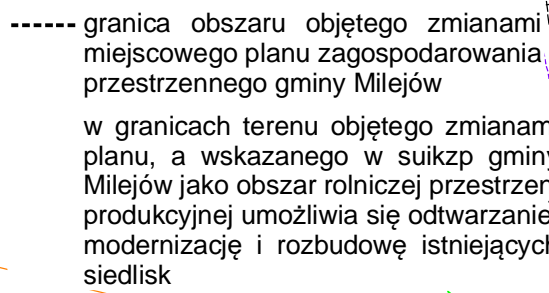 granica obszaru objętego zmianami
miejscowego planu zagospodarowania
przestrzennego gminy Milejów
w granicach terenu objętego zmianam
planu, a wskazanego w suikzp gminy
Milejów jako obszar rolniczej przestrzen
produkcyjnej umożliwia się odtwarzanie
modernizację i rozbudowę istniejących
siedlisk